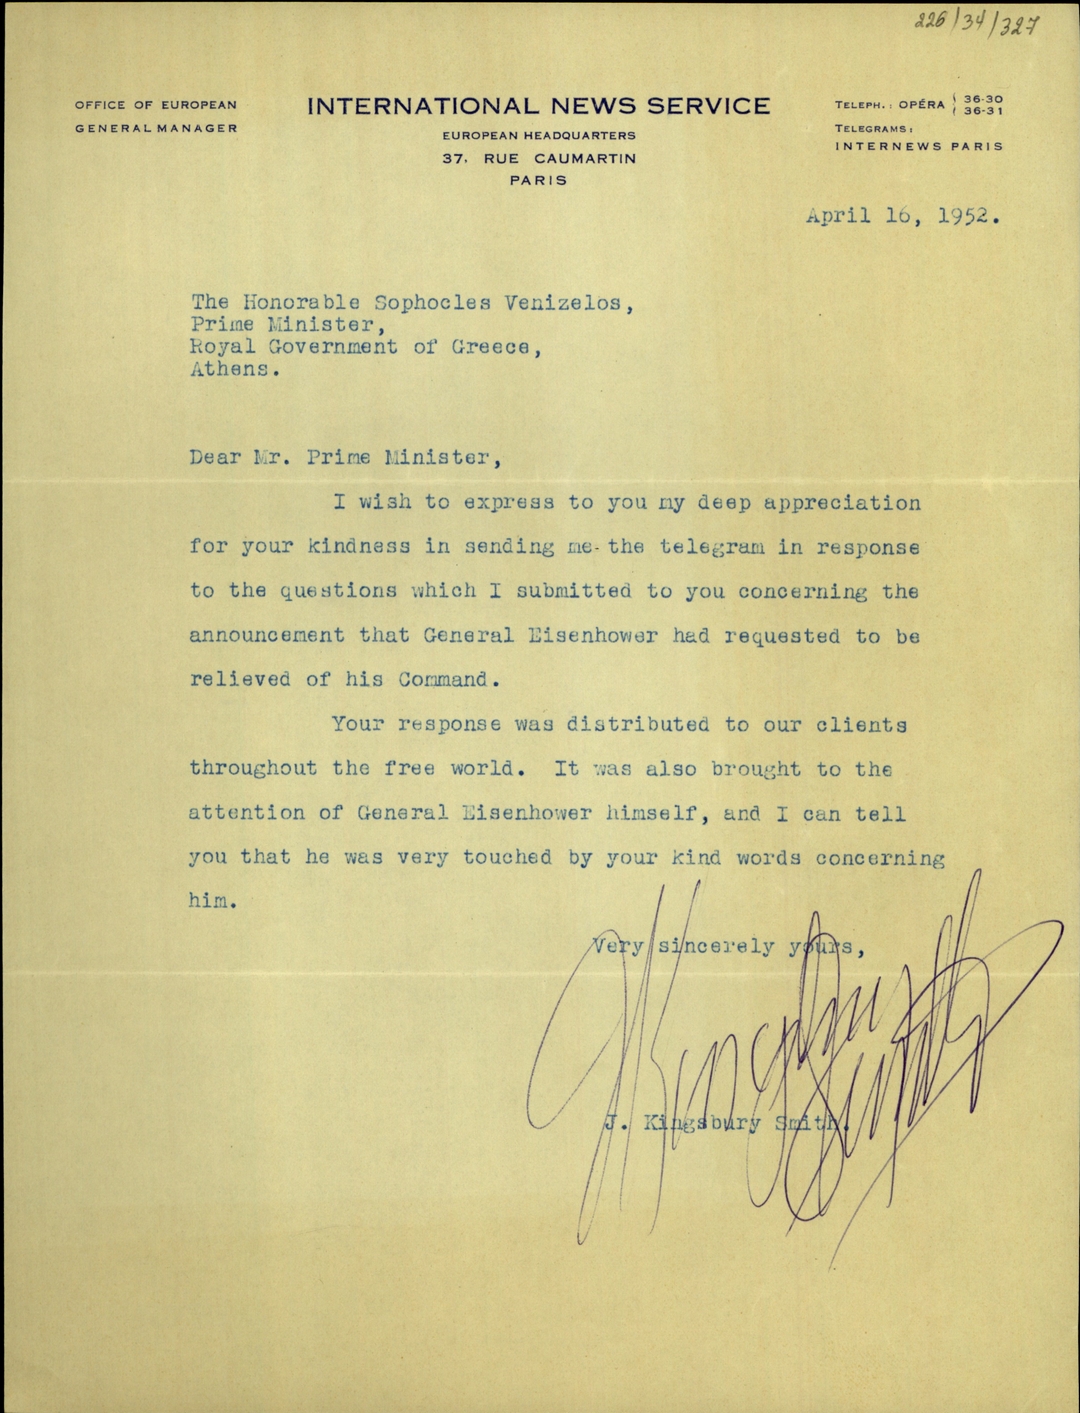 226/34/327
OFFICE OF EUROPEAN
GENERAL MANAGER
INTERNATIONAL NEWS SERVICE
EUROPEAN HEADQUARTERS
37, RUE CAUMARTIN
PARIS
TELEPH.: OPÉRA { 36-30
{ 36-31
TELEGRAMS:
INTERNEWS PARIS
April 16, 1952.
The Honorable Sophocles Venizelos,
Prime Minister,
Royal Government of Greece,
Athens.
Dear Mr. Prime Minister,
I wish to express to you my deep appreciation
for your kindness in sending me the telegram in response
to the questions which I submitted to you concerning the
announcement that General Eisenhower had requested to be
relieved of his Command.
Your response was distributed to our clients
throughout the free world. It was also brought to the
attention of General Eisenhower himself, and I can tell
you that he was very touched by your kind words concerning
him.
Very sincerely yours,
Kingsbury Smith
J. Kingsbury Smith.